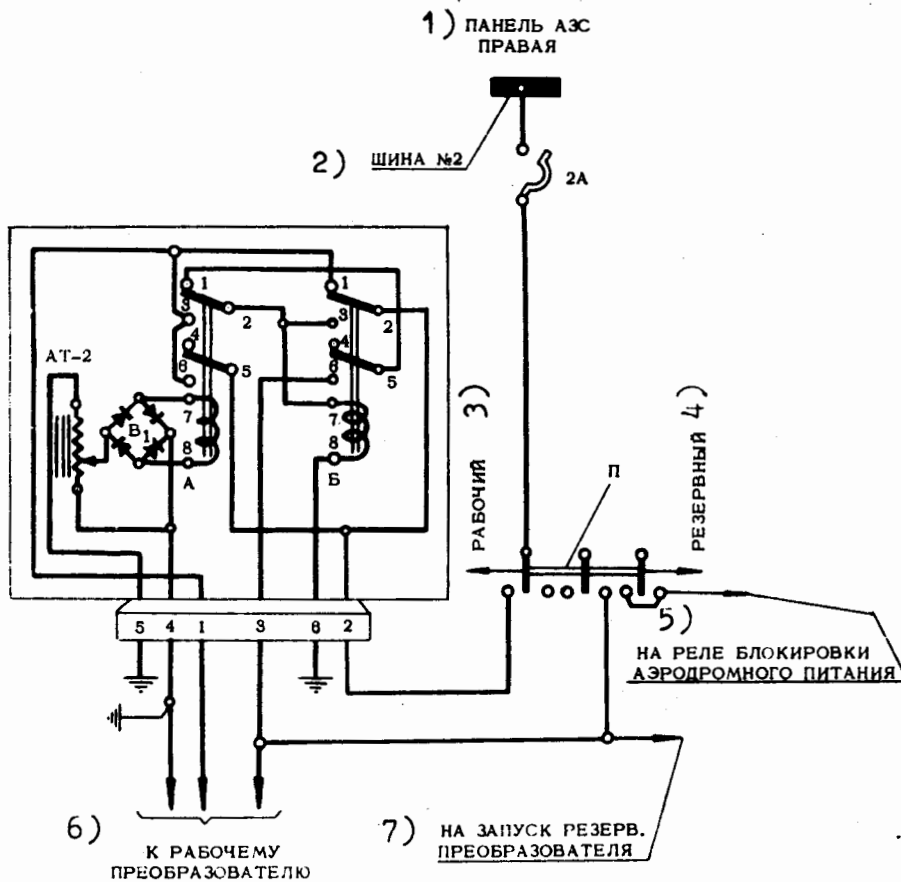 1) ПАНЕЛЬ АЗС
ПРАВАЯ
2) ШИНА №2
2А
1
3
2
4
6
5
7
8
А
1
3
2
4
6
5
7
8
Б
АТ-2
В1
3) РАБОЧИЙ
4) РЕЗЕРВНЫЙ
П
5 4 1 3 6 2
5)
НА РЕЛЕ БЛОКИРОВКИ
АЭРОДРОМНОГО ПИТАНИЯ
6)
К РАБОЧЕМУ
ПРЕОБРАЗОВАТЕЛЮ
7) НА ЗАПУСК РЕЗЕРВ.
ПРЕОБРАЗОВАТЕЛЯ